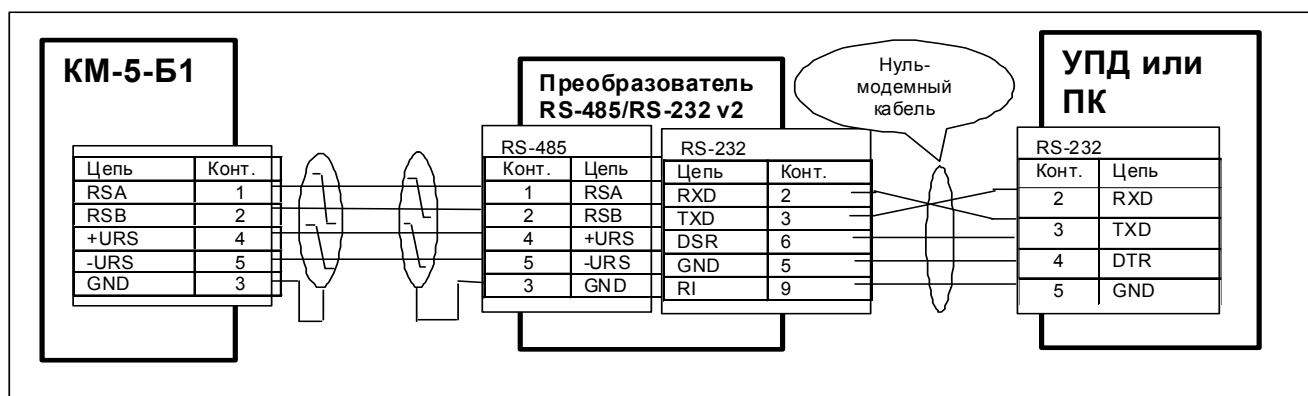 КМ-5-Б1
Цепь Конт.
RSA 1
RSB 2
+URS 4
-URS 5
GND 3
Преобразователь
RS-485/RS-232 v2
RS-485
Конт. Цепь
1 RSA
2 RSB
4 +URS
5 -URS
3 GND
RS-232
Цепь Конт.
RXD 2
TXD 3
DSR 6
GND 5
RI 9
Нуль-
модемный
кабель
УПД или
ПК
RS-232
Конт. Цепь
2 RXD
3 TXD
4 DTR
5 GND